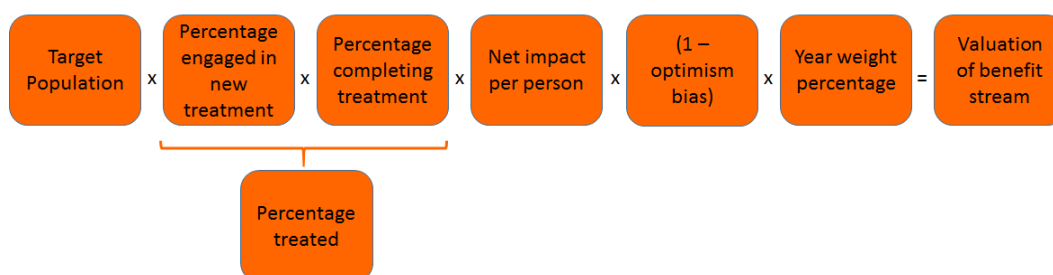 Target
Population
x
Percentage
engaged in
new
treatment
x
Percentage
completing
treatment
x
Net impact
per person
x
(1 –
optimism
bias)
x
Year weight
percentage
=
Valuation
of benefit
stream
Percentage
treated